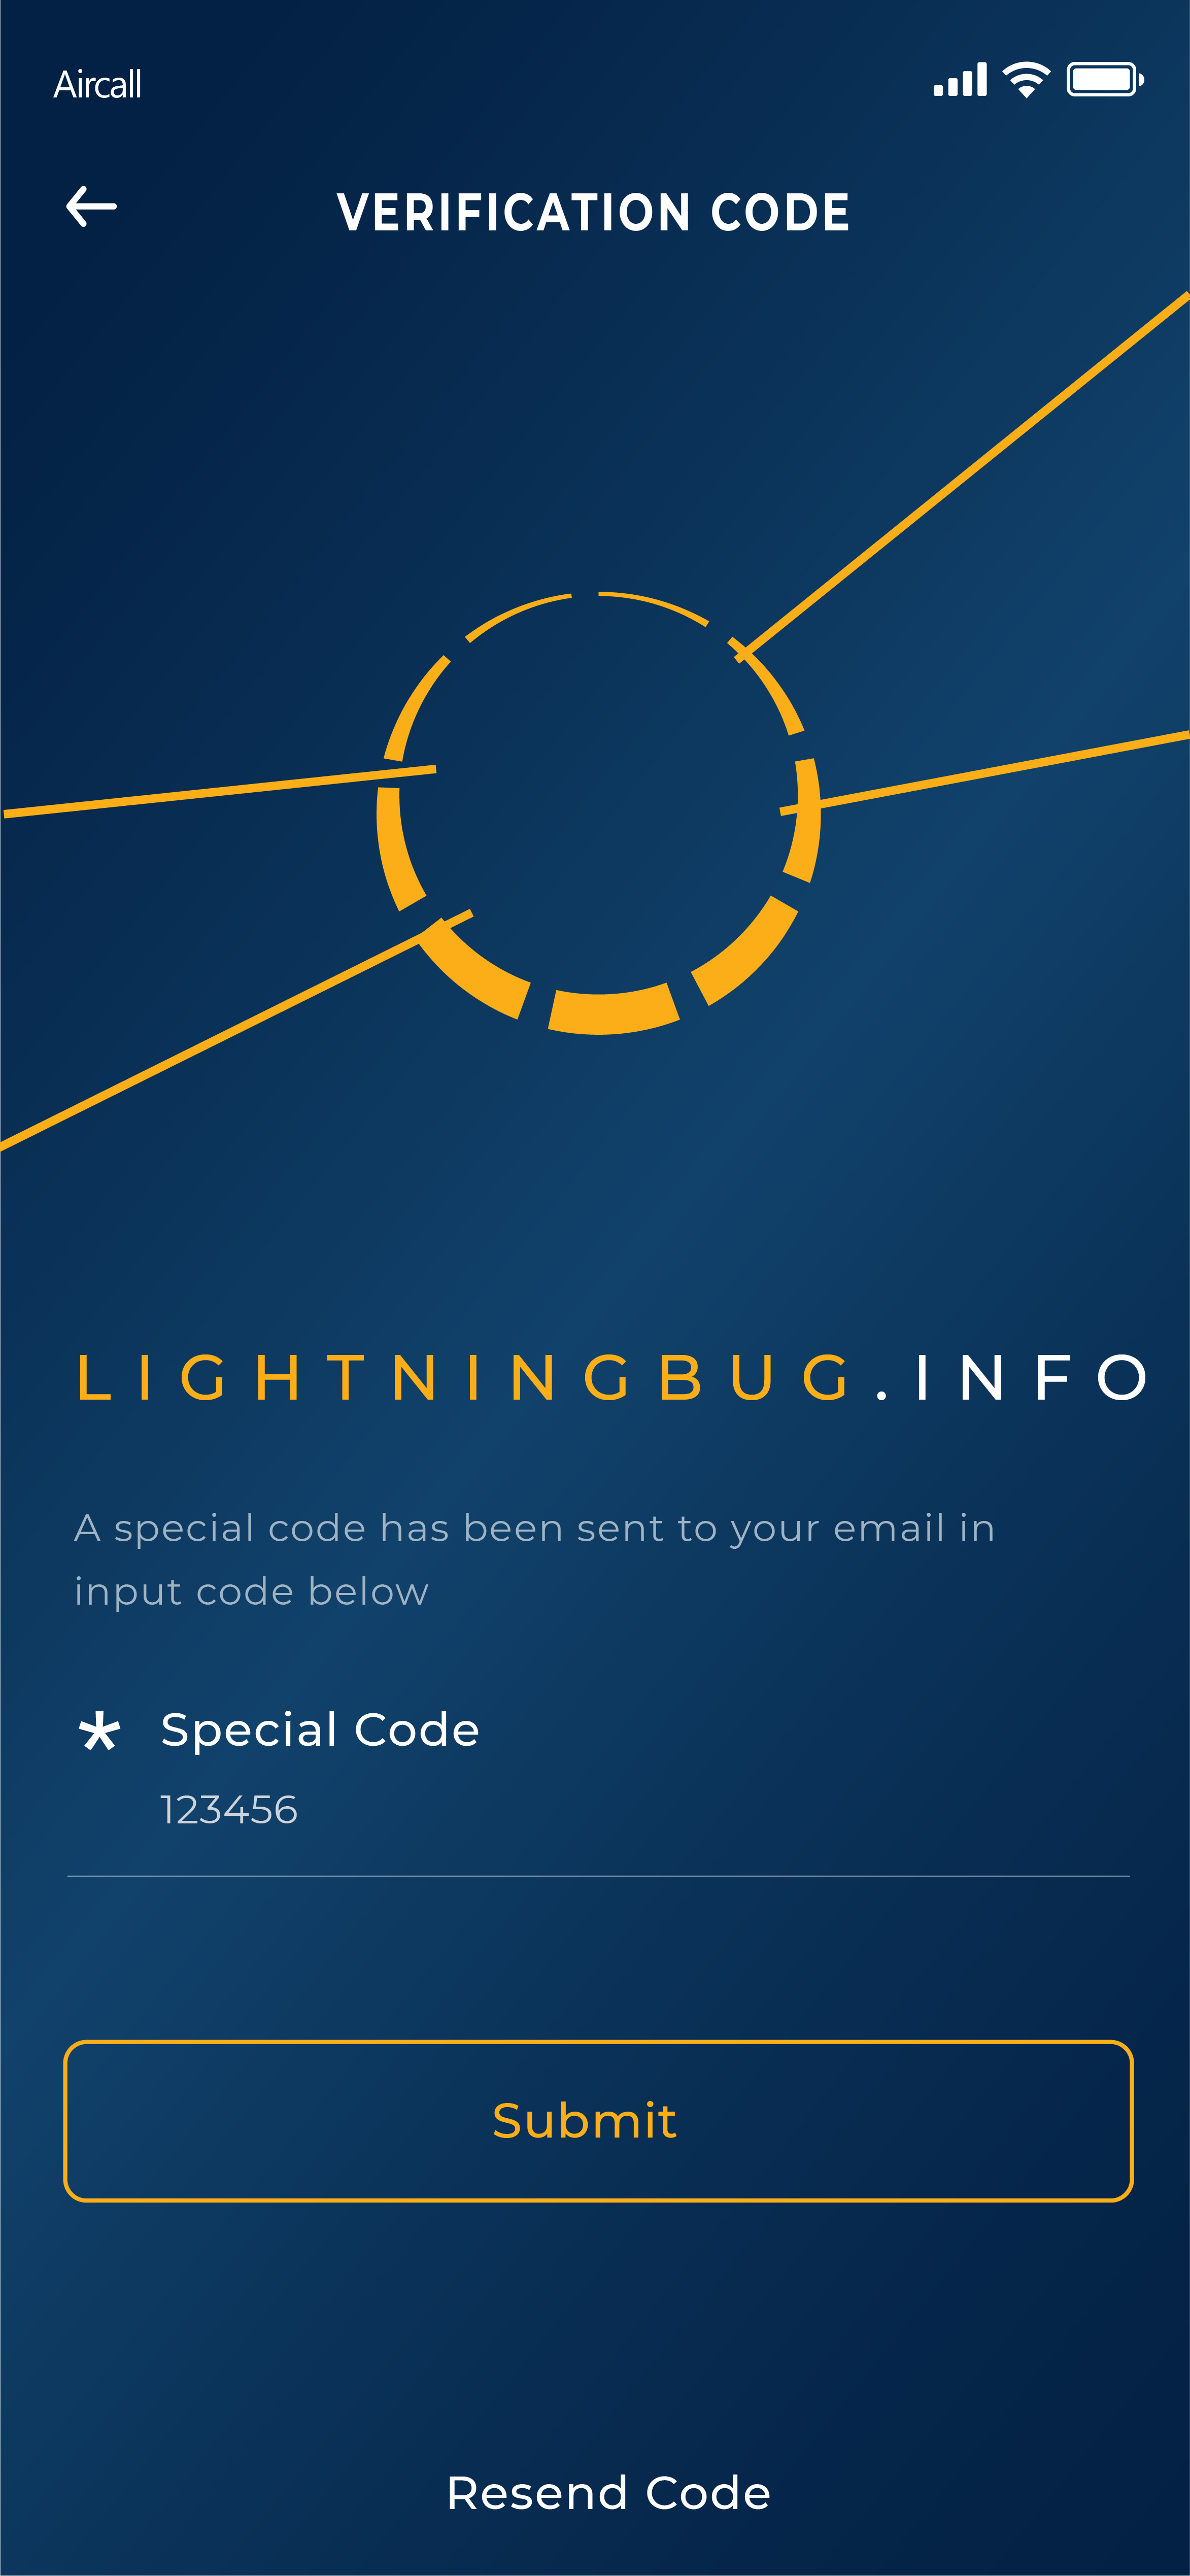 Aircall
VERIFICATION CODE
LIGHTNINGBUG.INFO
A special code has been sent to your email in
input code below
* Special Code
123456
Submit
Resend Code